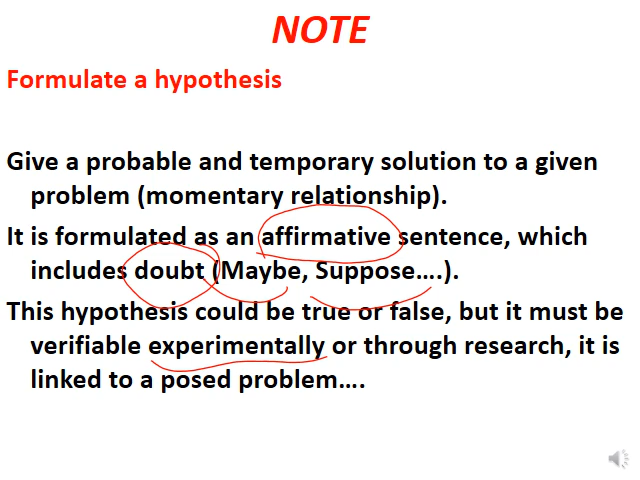 NOTE
Formulate a hypothesis
Give a probable and temporary solution to a given
problem (momentary relationship).
It is formulated as an affirmative sentence, which
includes doubt (Maybe, Suppose….).
This hypothesis could be true or false, but it must be
verifiable experimentally or through research, it is
linked to a posed problem….